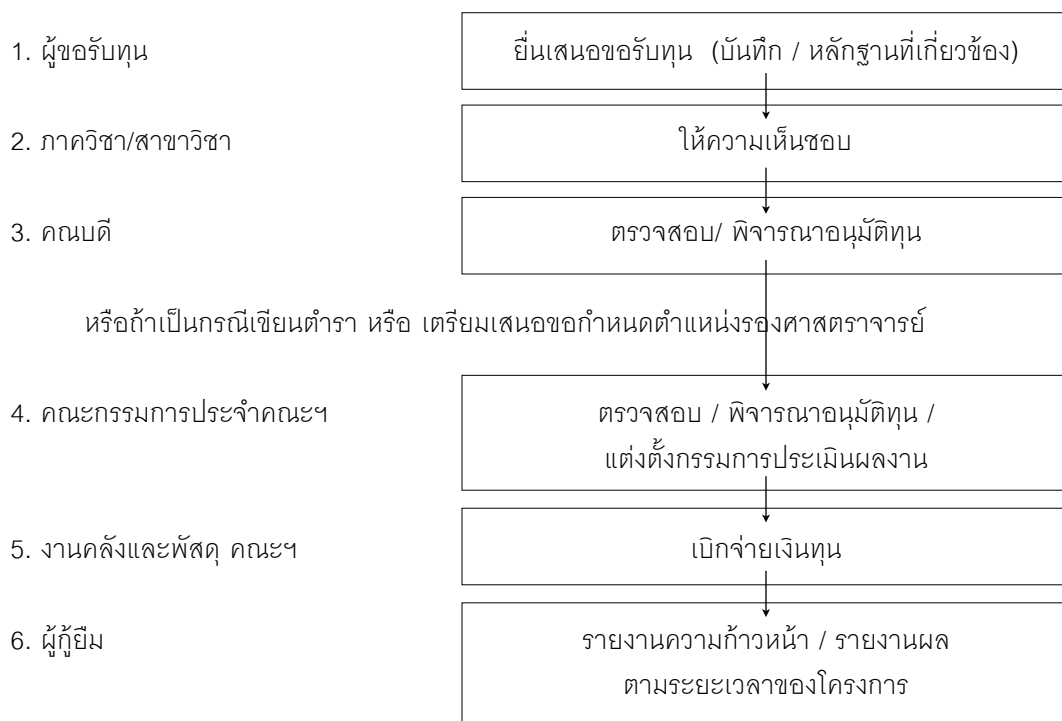 1. ผู้ขอรับทุน
ยื่นเสนอขอรับทุน (บันทึก / หลักฐานที่เกี่ยวข้อง)
2. ภาควิชา/สาขาวิชา
ให้ความเห็นชอบ
3. คณบดี
ตรวจสอบ/ พิจารณาอนุมัติทุน
หรือถ้าเป็นกรณีเขียนตำรา หรือ เตรียมเสนอขอกำหนดตำแหน่งรองศาสตราจารย์
4. คณะกรรมการประจำคณะฯ
ตรวจสอบ / พิจารณาอนุมัติทุน /
แต่งตั้งกรรมการประเมินผลงาน
5. งานคลังและพัสดุ คณะฯ
เบิกจ่ายเงินทุน
6. ผู้กู้ยืม
รายงานความก้าวหน้า / รายงานผล
ตามระยะเวลาของโครงการ